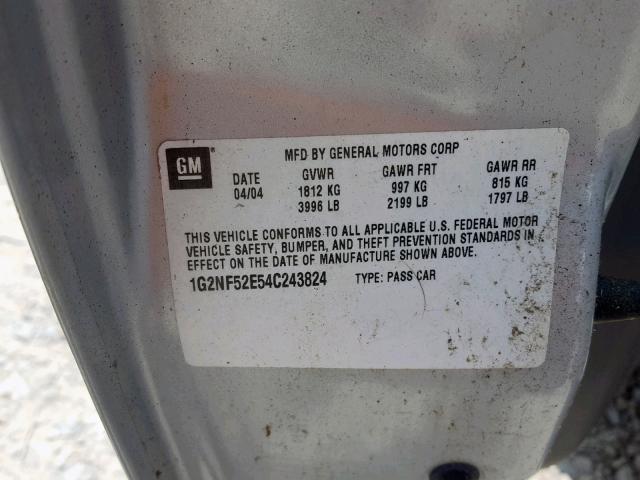 GM
MFD BY GENERAL MOTORS CORP
DATE GVWR GAWR FRT GAWR RR
04/04 1812 KG 997 KG 815 KG
3996 LB 2199 LB 1797 LB
THIS VEHICLE CONFORMS TO ALL APPLICABLE U.S. FEDERAL MOTOR
VEHICLE SAFETY, BUMPER, AND THEFT PREVENTION STANDARDS IN
EFFECT ON THE DATE OF MANUFACTURE SHOWN ABOVE.
1G2NF52E54C243824 TYPE: PASS CAR